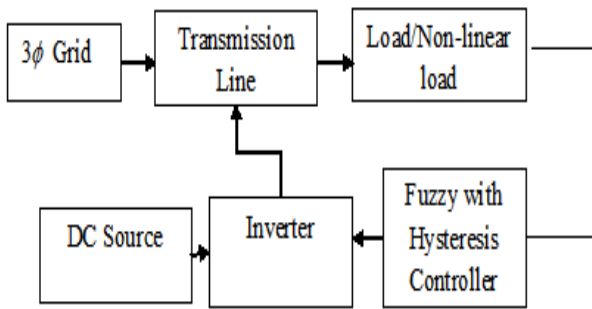 3ϕ Grid
Transmission
Line
Load/Non-linear
load
DC Source
Inverter
Fuzzy with
Hysteresis
Controller